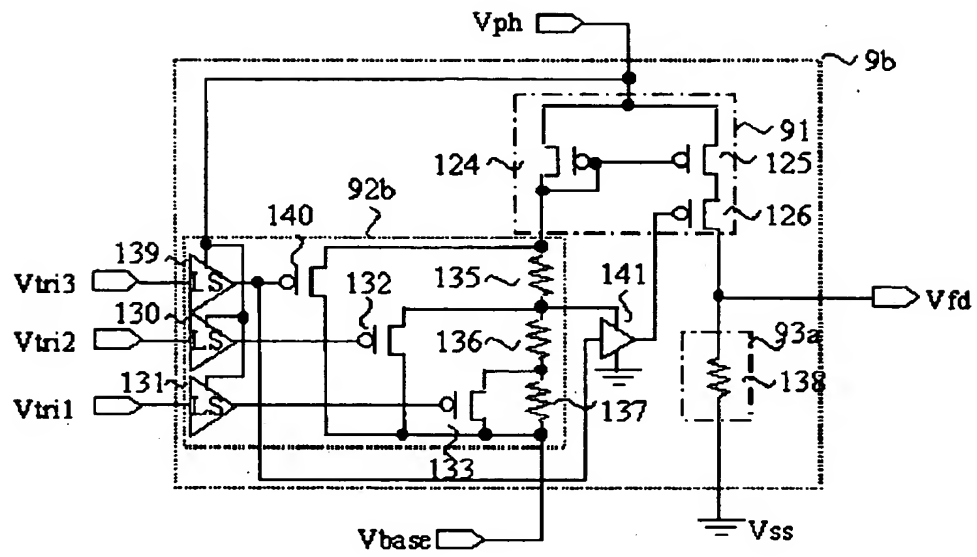 Vph
9b
91
124
125
92b
126
140
139
LS
Vtri3
132
135
141
130
LS
Vtri2
Vfd
136
93a
131
LS
Vtri1
138
137
133
Vbase
Vss